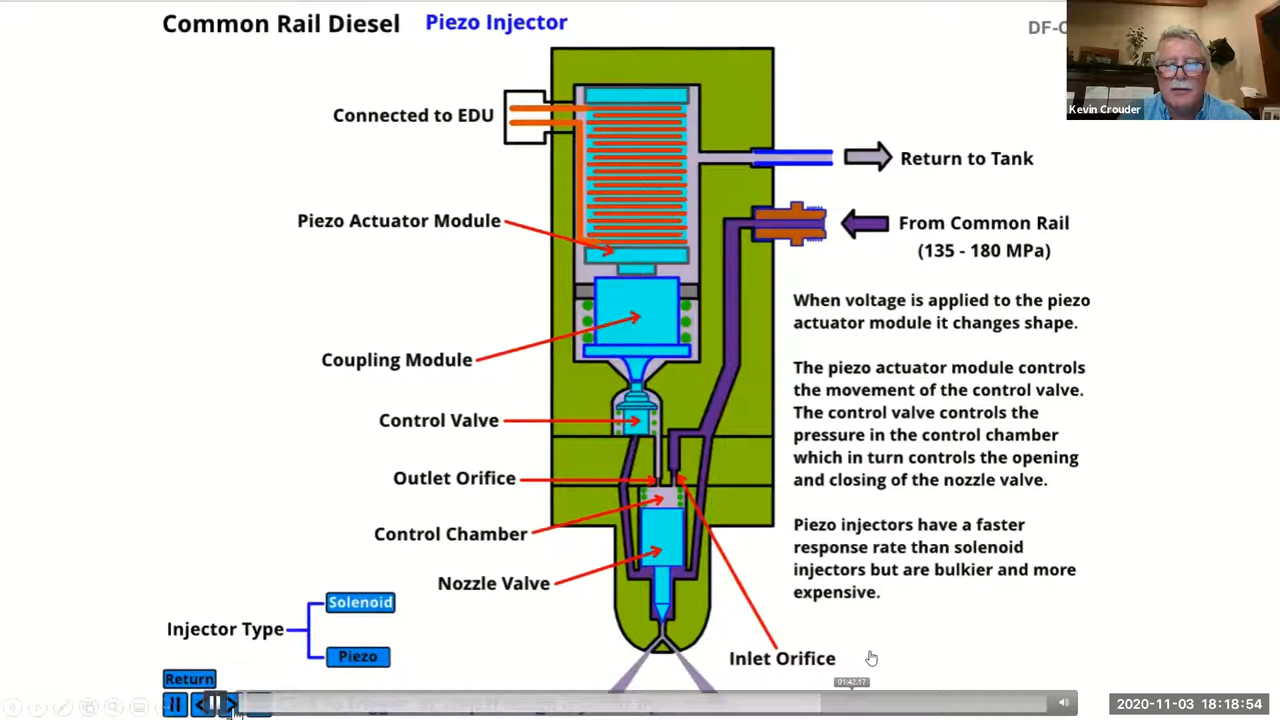 Common Rail Diesel
Piezo Injector
DF-
Kevin Crouder
Connected to EDU
Return to Tank
Piezo Actuator Module
From Common Rail
(135 - 180 MPa)
When voltage is applied to the piezo
actuator module it changes shape.
Coupling Module
The piezo actuator module controls
the movement of the control valve.
The control valve controls the
pressure in the control chamber
which in turn controls the opening
and closing of the nozzle valve.
Control Valve
Outlet Orifice
Control Chamber
Piezo injectors have a faster
response rate than solenoid
injectors but are bulkier and more
expensive.
Nozzle Valve
Solenoid
Injector Type
Piezo
Inlet Orifice
Return
01:42.17
2020-11-03 18:18:54